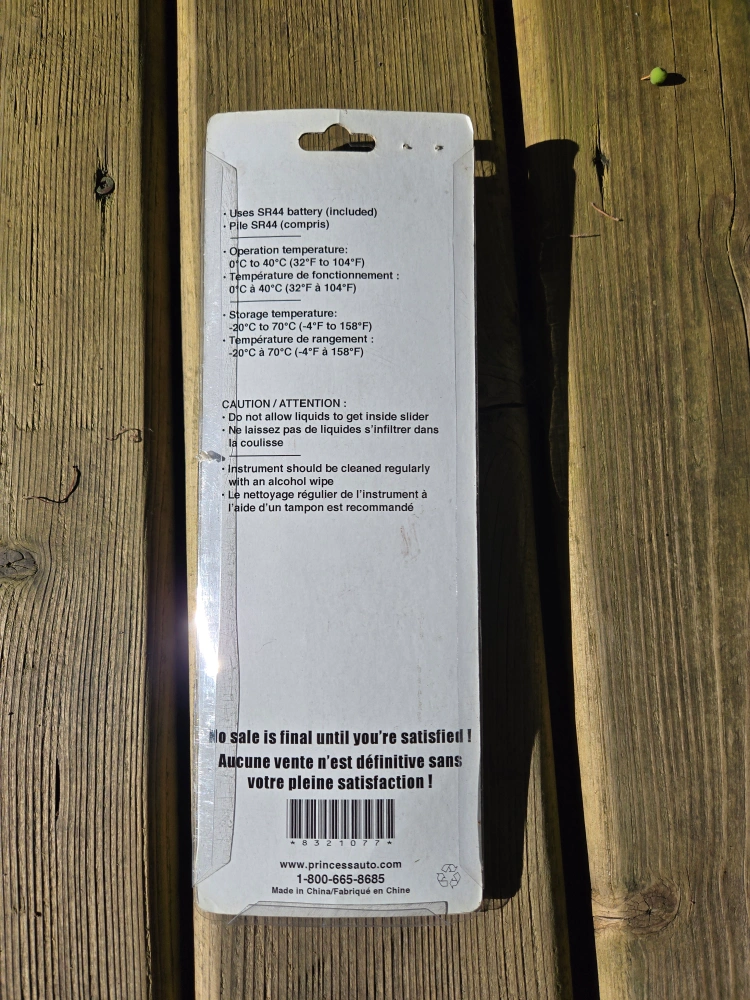 · Uses SR44 battery (included)
· Pile SR44 (compris)
· Operation temperature:
0°C to 40°C (32°F to 104°F)
· Température de fonctionnement :
0°C à 40°C (32°F à 104°F)
· Storage temperature:
-20°C to 70°C (-4°F to 158°F)
· Température de rangement :
-20°C à 70°C (-4°F à 158°F)
CAUTION / ATTENTION :
· Do not allow liquids to get inside slider
· Ne laissez pas de liquides s'infiltrer dans
la coulisse
· Instrument should be cleaned regularly
with an alcohol wipe
· Le nettoyage régulier de l'instrument à
l'aide d'un tampon est recommandé
No sale is final until you're satisfied !
Aucune vente n'est définitive sans
votre pleine satisfaction !
*8321077*
www.princessauto.com
1-800-665-8685
Made in China/Fabriqué en Chine